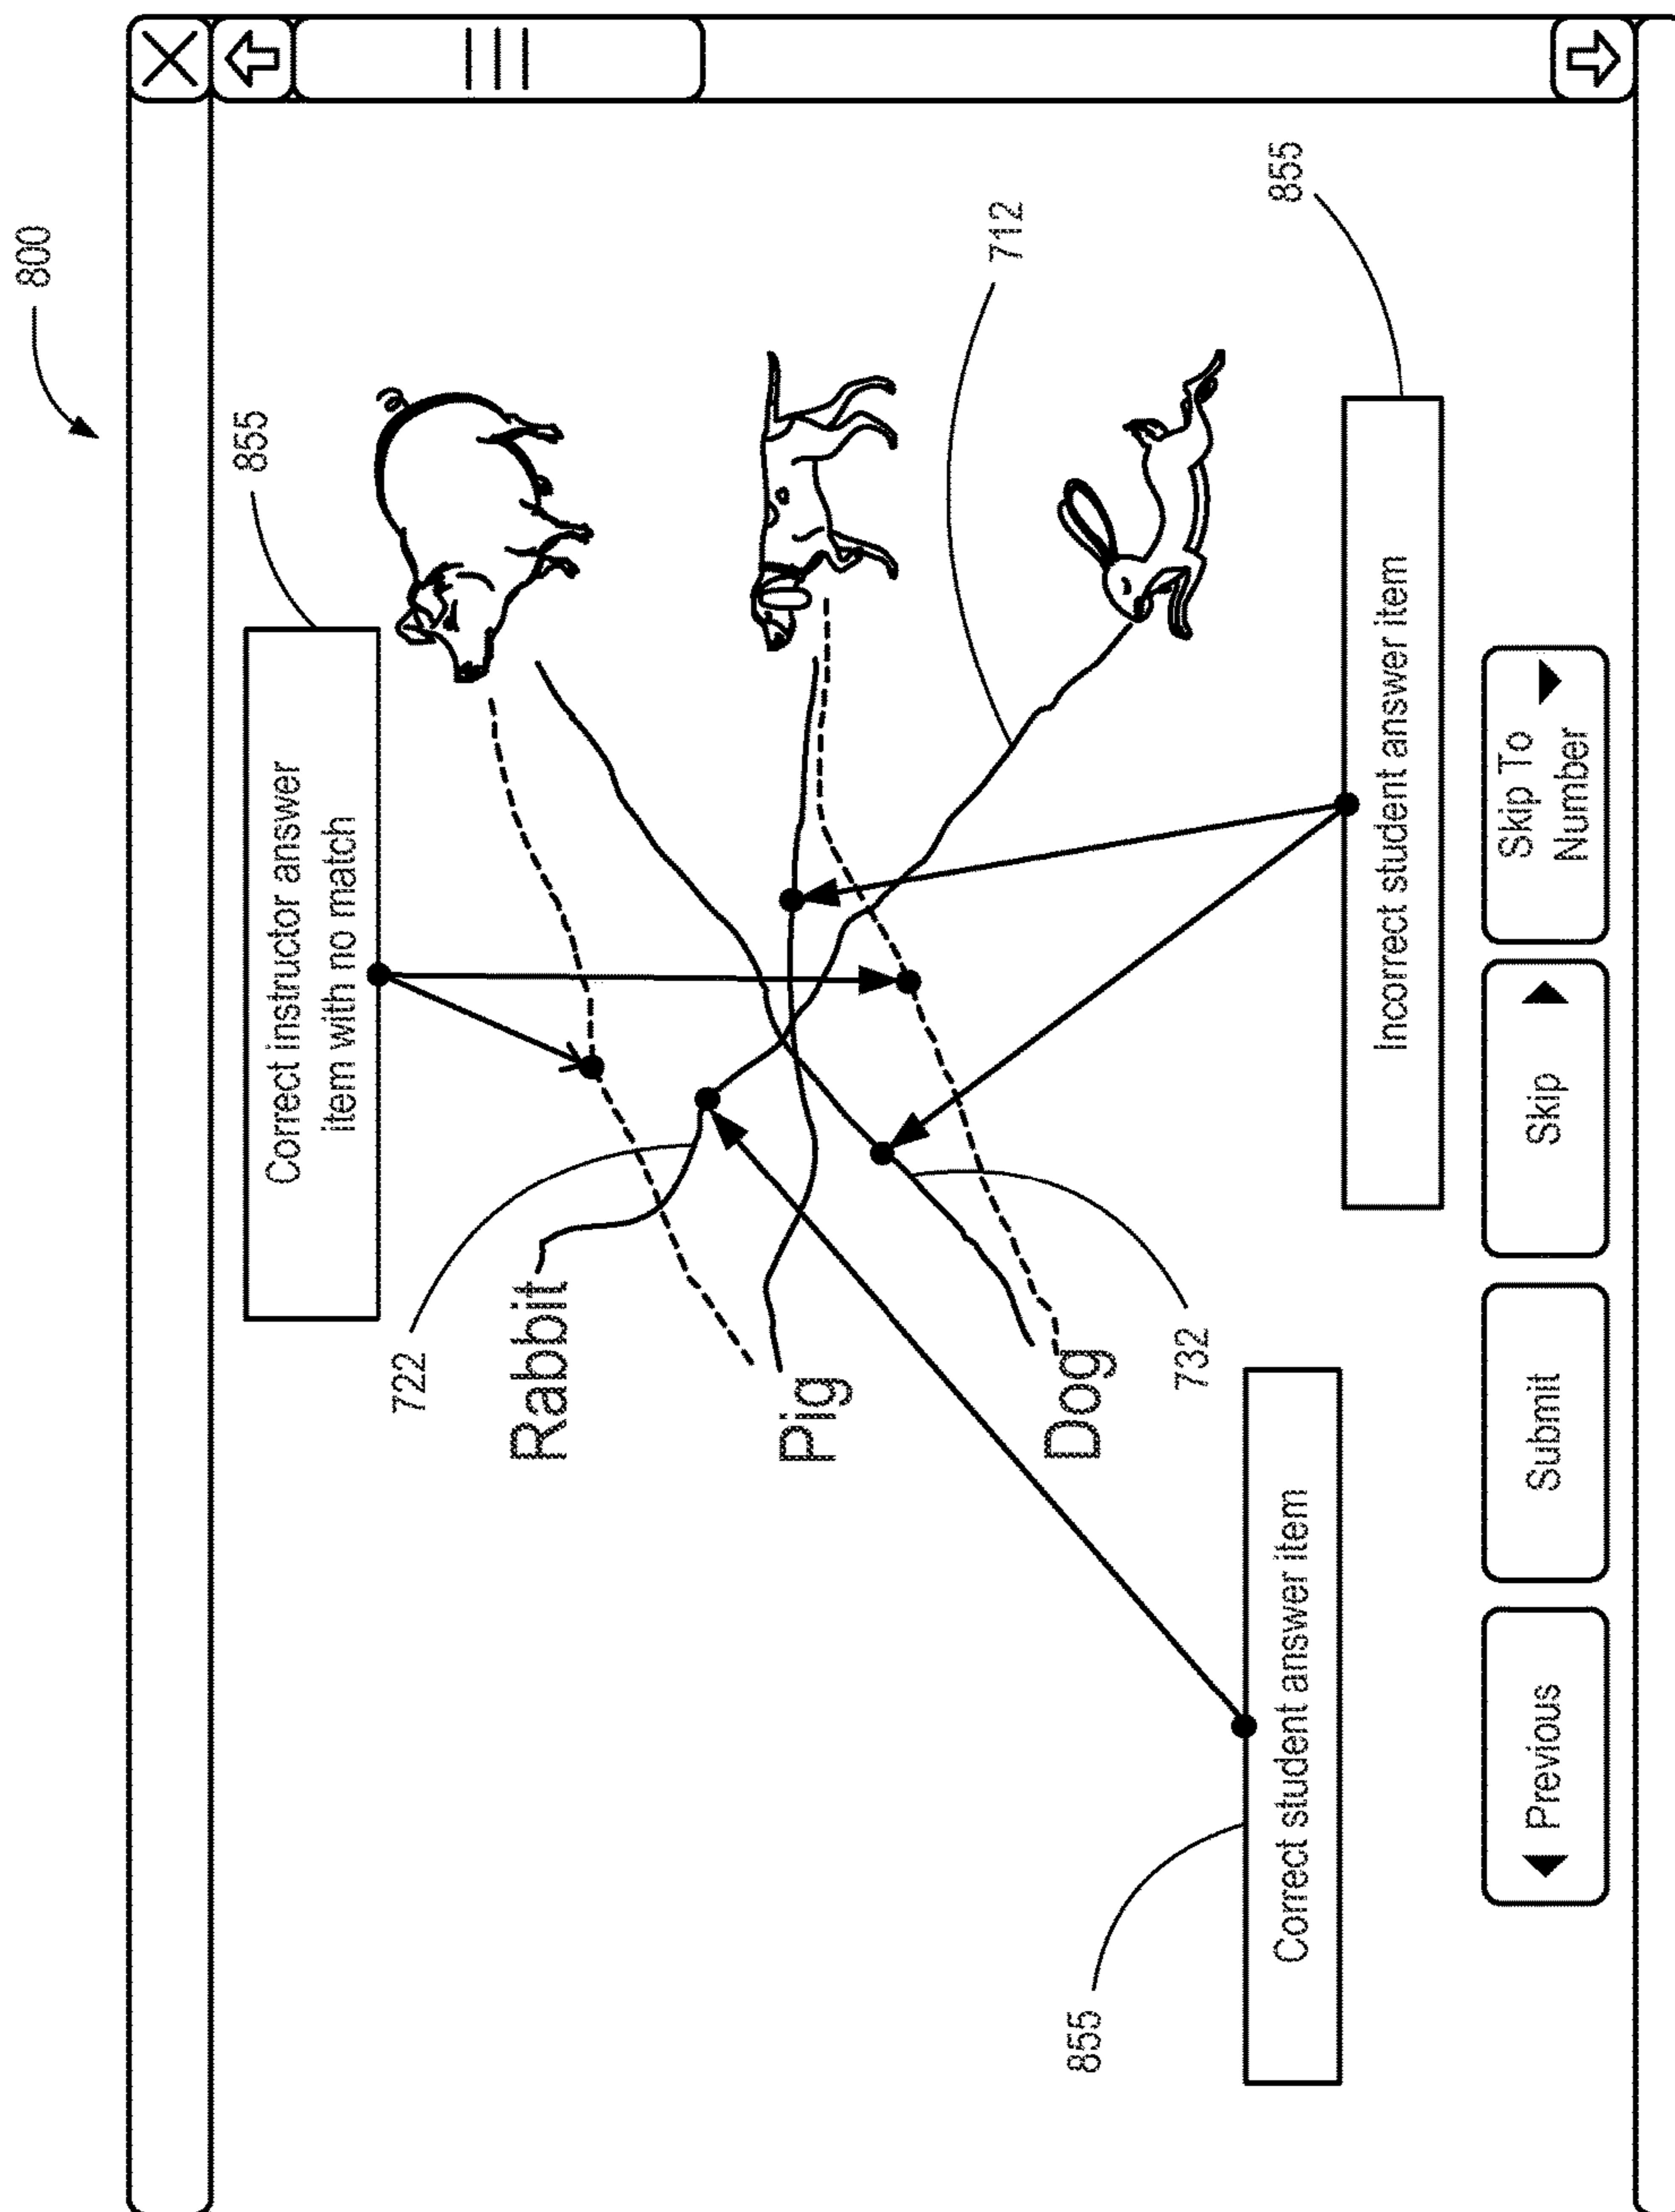 800
855
Correct instructor answer
item with no match
722
Rabbit
Pig
Dog
732
712
855
Correct student answer item
855
Incorrect student answer item
Previous
Submit
Skip
Skip To
Number